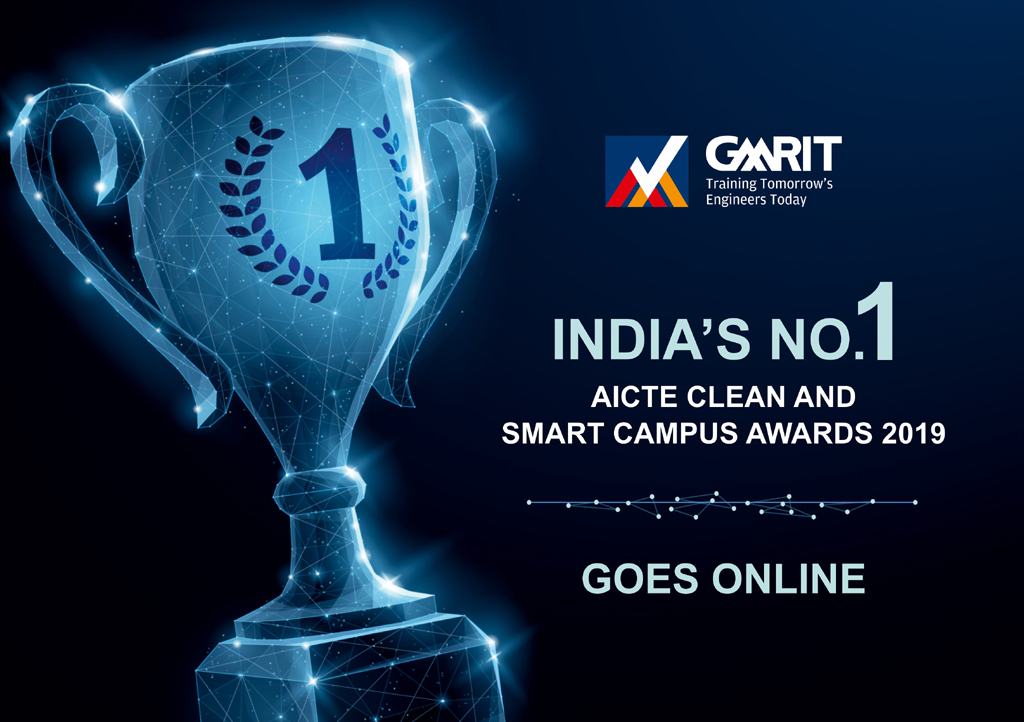 1
GMRIT
Training Tomorrow's
Engineers Today
INDIA'S NO.1
AICTE CLEAN AND
SMART CAMPUS AWARDS 2019
GOES ONLINE